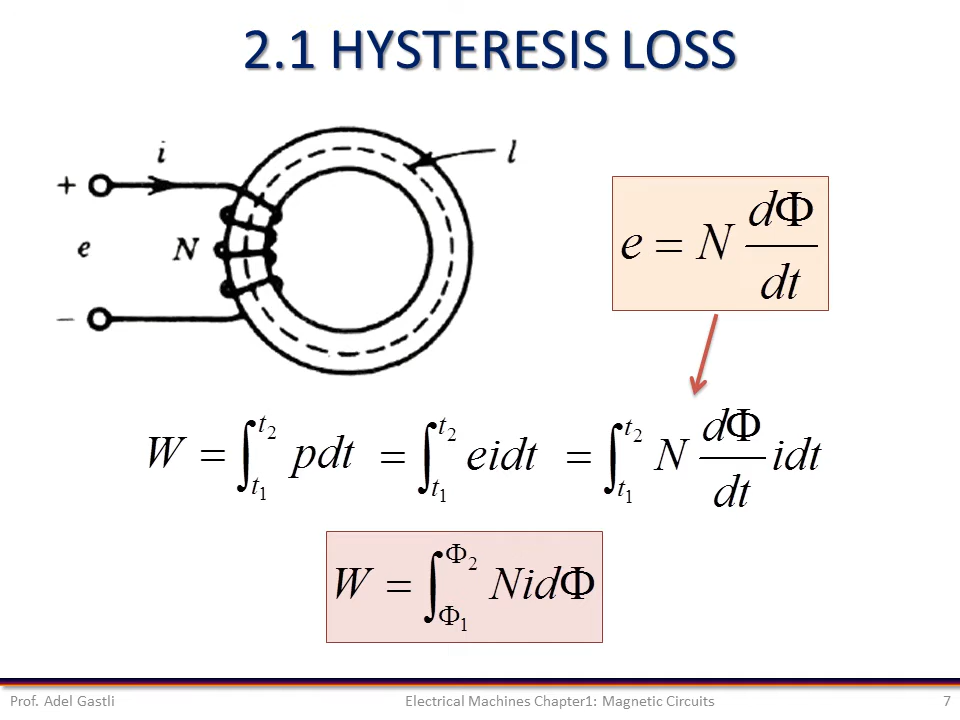 2.1 HYSTERESIS LOSS
i
l
+
e
N
−
e = N dΦ/dt
W = ∫_{t₁}^{t₂} pdt = ∫_{t₁}^{t₂} eidt = ∫_{t₁}^{t₂} N dΦ/dt idt
W = ∫_{Φ₁}^{Φ₂} NidΦ
Prof. Adel Gastli Electrical Machines Chapter1: Magnetic Circuits 7